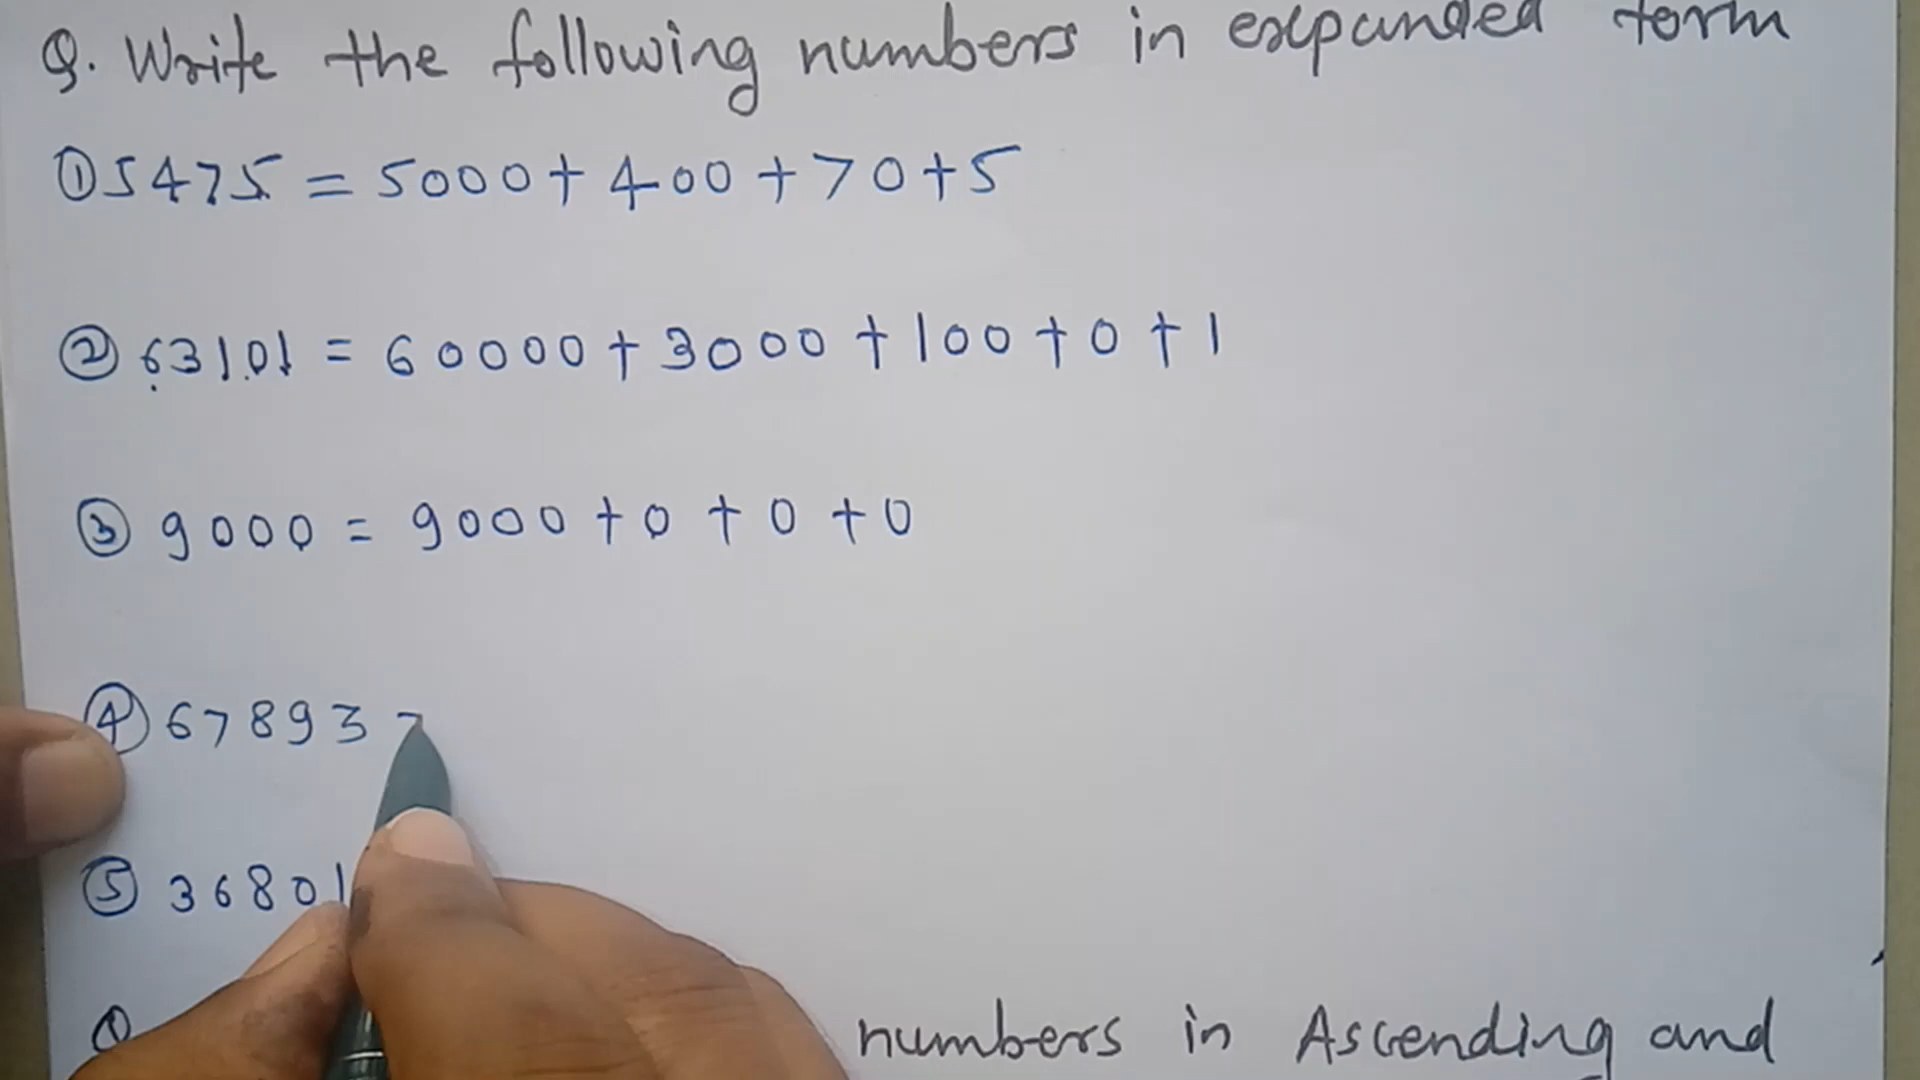 Q. Write the following numbers in expanded form
① 5475 = 5000 + 400 + 70 + 5
② 63101 = 60000 + 3000 + 100 + 0 + 1
③ 9000 = 9000 + 0 + 0 + 0
④ 67893
⑤ 36801
numbers in Ascending and